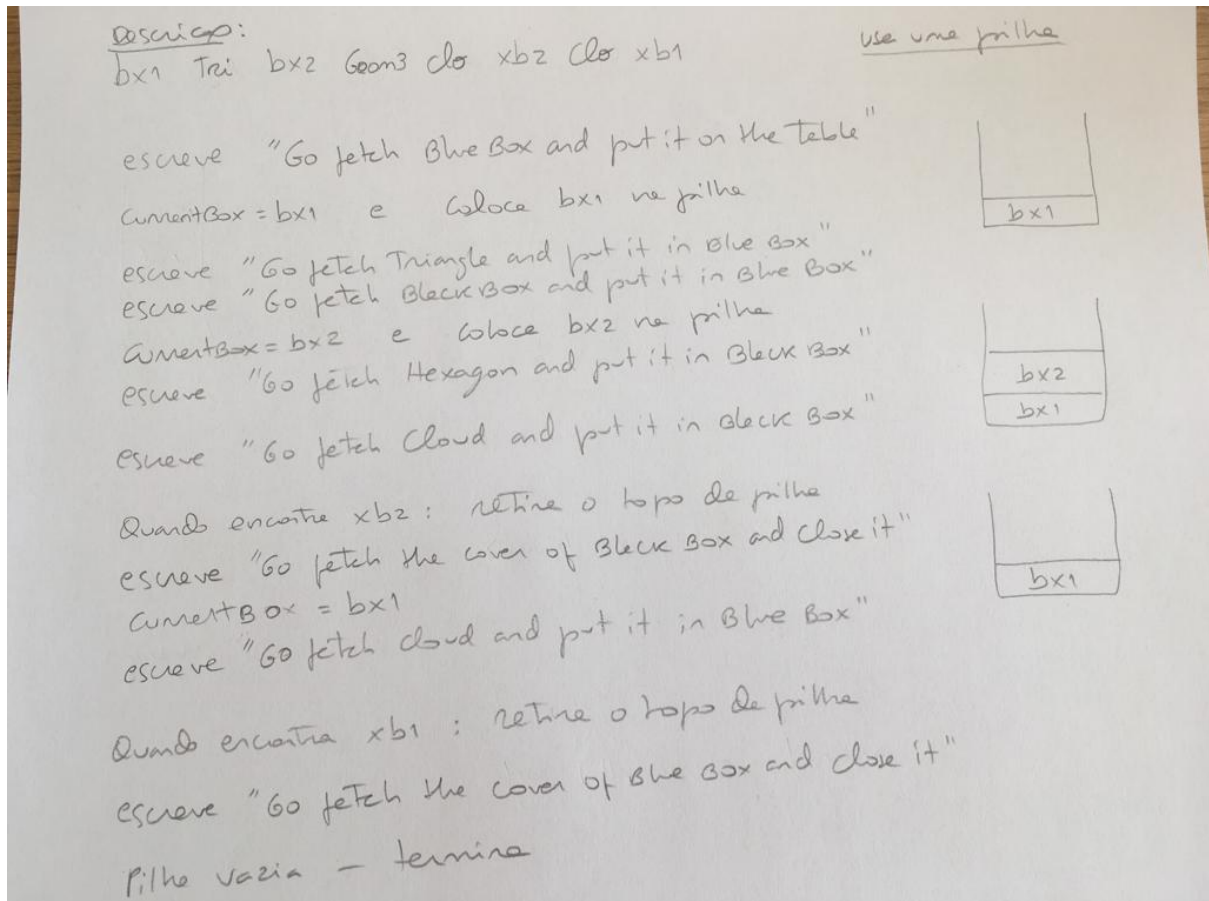 Descrição:
use uma pilha
bx1 Tri bx2 Geom3 Clo xb2 Clo xb1
escreve "Go fetch Blue Box and put it on the table"
CurrentBox = bx1 e Coloca bx1 na pilha
bx1
escreve "Go fetch Triangle and put it in Blue Box"
escreve "Go fetch Black Box and put it in Blue Box"
CurrentBox = bx2 e Coloca bx2 na pilha
escreve "Go fetch Hexagon and put it in Black Box"
bx2
bx1
escreve "Go fetch Cloud and put it in Black Box"
Quando encontra xb2 : retira o topo da pilha
escreve "Go fetch the cover of Black Box and Close it"
CurrentBox = bx1
bx1
escreve "Go fetch cloud and put it in Blue Box"
Quando encontra xb1 : retira o topo da pilha
escreve "Go fetch the cover of Blue Box and close it"
Pilha vazia - termina